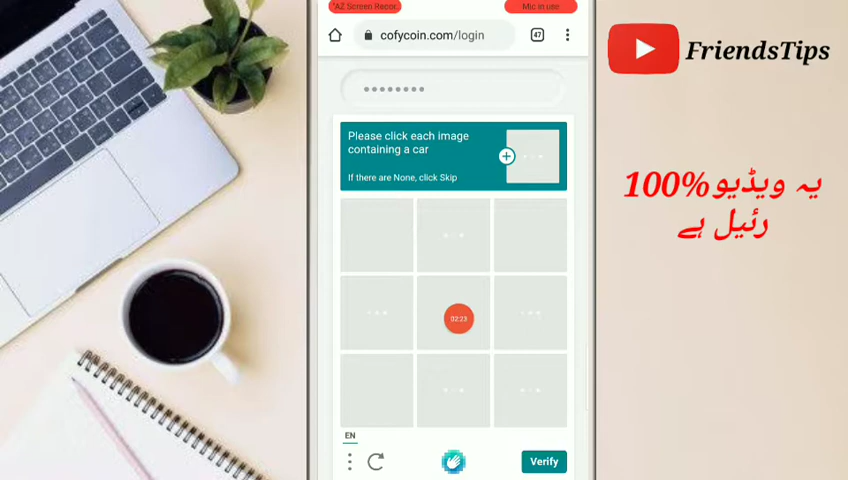 "AZ Screen Recor
Mic in use
cofycoin.com/login
47
Please click each image
containing a car
If there are None, click Skip
02:23
EN
Verify
FriendsTips
یہ ویڈیو 100%
رئیل ہے